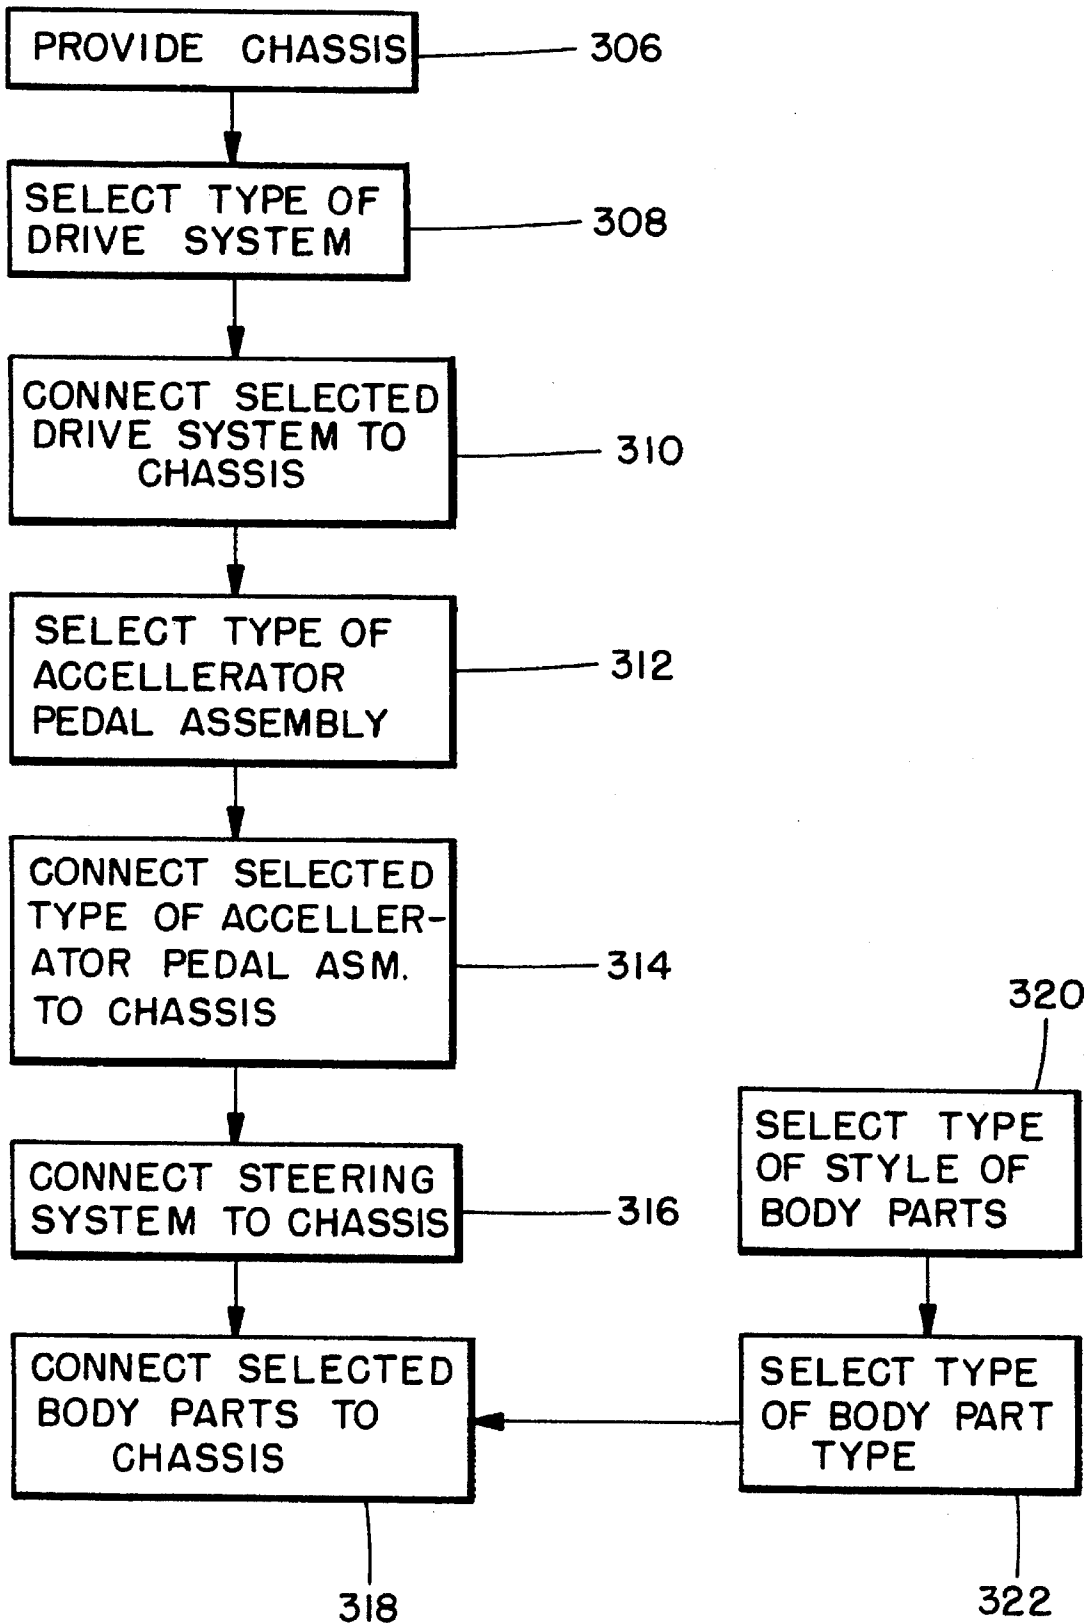 PROVIDE CHASSIS
306
SELECT TYPE OF
DRIVE SYSTEM
308
CONNECT SELECTED
DRIVE SYSTEM TO
CHASSIS
310
SELECT TYPE OF
ACCELLERATOR
PEDAL ASSEMBLY
312
CONNECT SELECTED
TYPE OF ACCELLER-
ATOR PEDAL ASM.
TO CHASSIS
314
CONNECT STEERING
SYSTEM TO CHASSIS
316
CONNECT SELECTED
BODY PARTS TO
CHASSIS
318
320
SELECT TYPE
OF STYLE OF
BODY PARTS
SELECT TYPE
OF BODY PART
TYPE
322